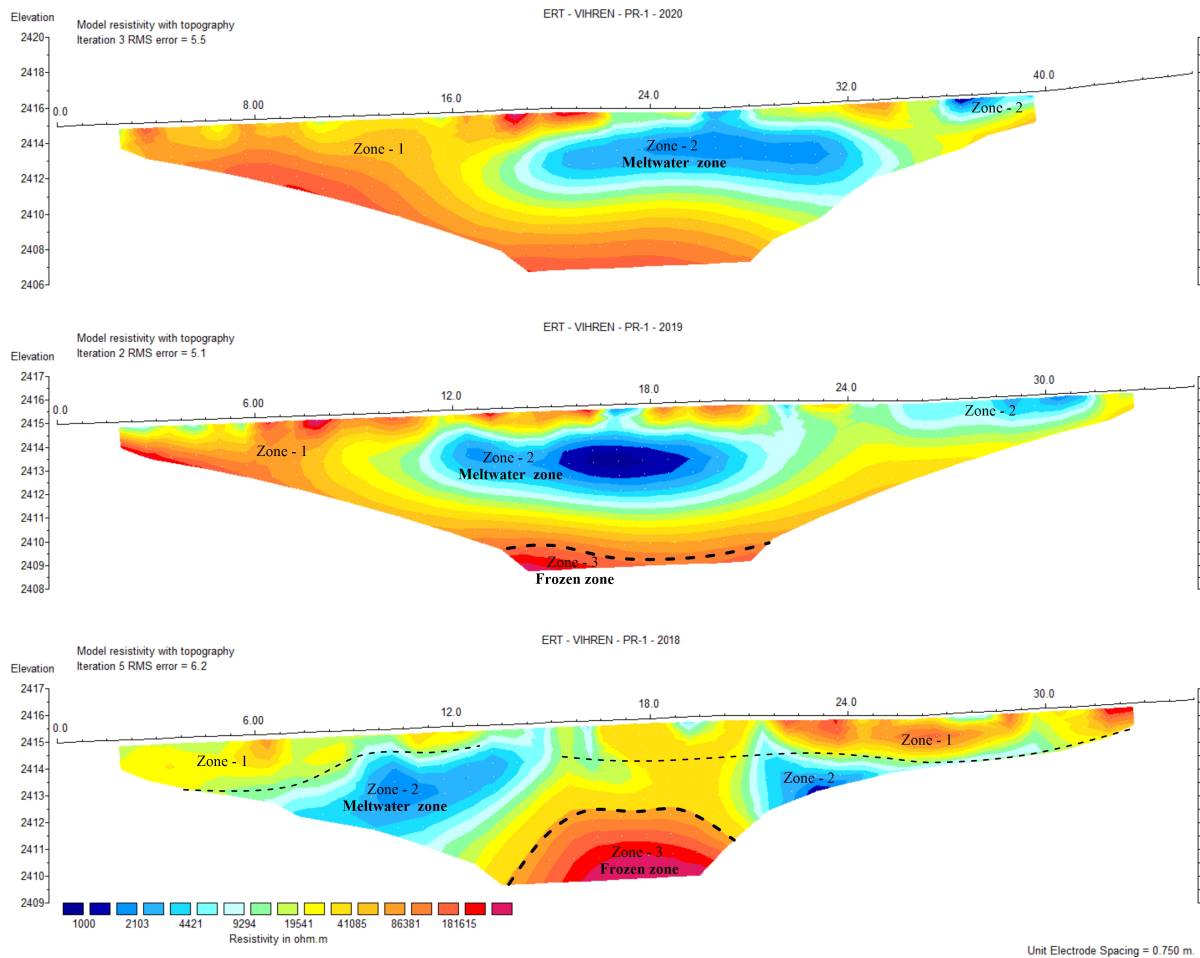 ERT - VIHREN - PR-1 - 2020
Elevation
Model resistivity with topography
Iteration 3 RMS error = 5.5
2420
2418
2416
2414
2412
2410
2408
2406
0.0
8.00
16.0
24.0
32.0
40.0
Zone - 1
Zone - 2
Meltwater zone
Zone - 2
ERT - VIHREN - PR-1 - 2019
Model resistivity with topography
Iteration 2 RMS error = 5.1
Elevation
2417
2416
2415
2414
2413
2412
2411
2410
2409
2408
0.0
6.00
12.0
18.0
24.0
30.0
Zone - 1
Zone - 2
Meltwater zone
Zone - 2
Zone - 3
Frozen zone
ERT - VIHREN - PR-1 - 2018
Model resistivity with topography
Iteration 5 RMS error = 6.2
Elevation
2417
2416
2415
2414
2413
2412
2411
2410
2409
0.0
6.00
12.0
18.0
24.0
30.0
Zone - 1
Zone - 2
Meltwater zone
Zone - 1
Zone - 2
Zone - 3
Frozen zone
1000 2103 4421 9294 19541 41085 86381 181615
Resistivity in ohm.m
Unit Electrode Spacing = 0.750 m.